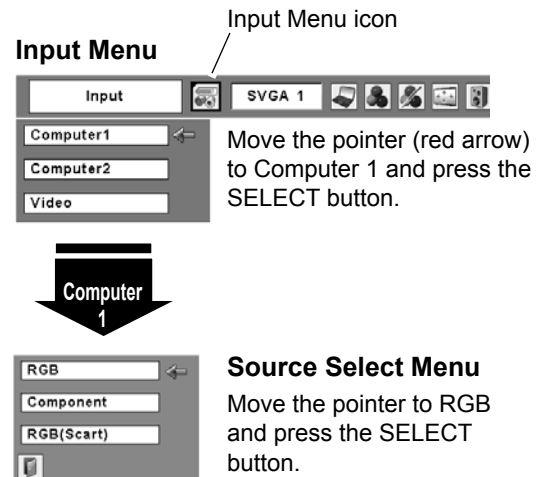 Input Menu icon
Input Menu
Input
SVGA 1
Computer1
Computer2
Video
Move the pointer (red arrow)
to Computer 1 and press the
SELECT button.
Computer
1
RGB
Component
RGB(Scart)
Source Select Menu
Move the pointer to RGB
and press the SELECT
button.